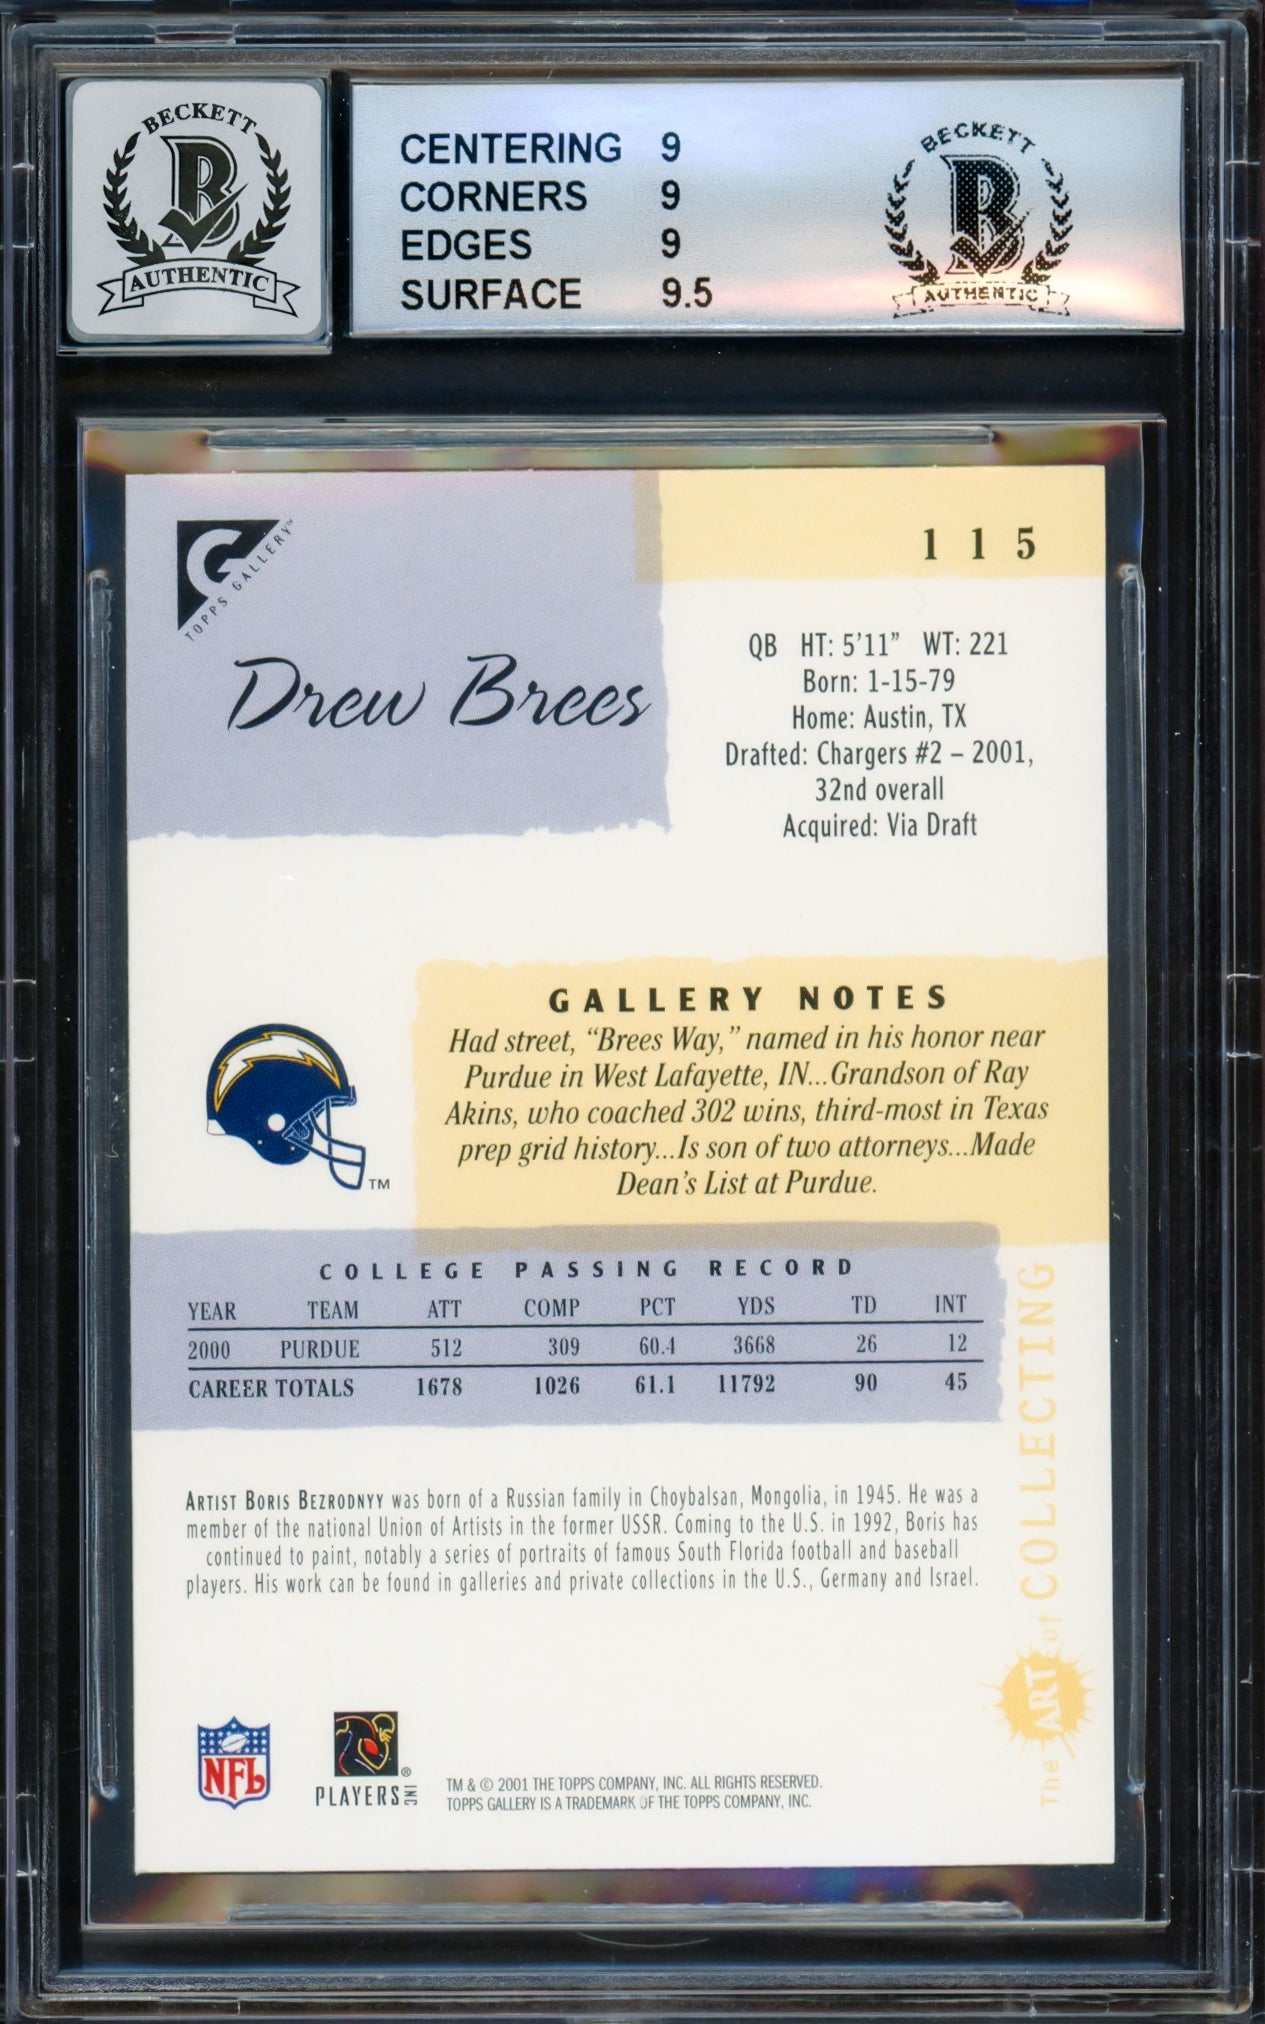 BECKETT
B
AUTHENTIC
CENTERING 9
CORNERS 9
EDGES 9
SURFACE 9.5
BECKETT
B
AUTHENTIC
G
TOPPS GALLERY™
115
Drew Brees
QB HT: 5'11" WT: 221
Born: 1-15-79
Home: Austin, TX
Drafted: Chargers #2 – 2001,
32nd overall
Acquired: Via Draft
GALLERY NOTES
Had street, “Brees Way,” named in his honor near
Purdue in West Lafayette, IN...Grandson of Ray
Akins, who coached 302 wins, third-most in Texas
prep grid history...Is son of two attorneys...Made
Dean's List at Purdue.
TM
COLLEGE PASSING RECORD
YEAR TEAM ATT COMP PCT YDS TD INT
2000 PURDUE 512 309 60.4 3668 26 12
CAREER TOTALS 1678 1026 61.1 11792 90 45
The ART of COLLECTING
ARTIST BORIS BEZRODNYY was born of a Russian family in Choybalsan, Mongolia, in 1945. He was a
member of the national Union of Artists in the former USSR. Coming to the U.S. in 1992, Boris has
continued to paint, notably a series of portraits of famous South Florida football and baseball
players. His work can be found in galleries and private collections in the U.S., Germany and Israel.
NFL
PLAYERS INC ®
TM & © 2001 THE TOPPS COMPANY, INC. ALL RIGHTS RESERVED.
TOPPS GALLERY IS A TRADEMARK OF THE TOPPS COMPANY, INC.